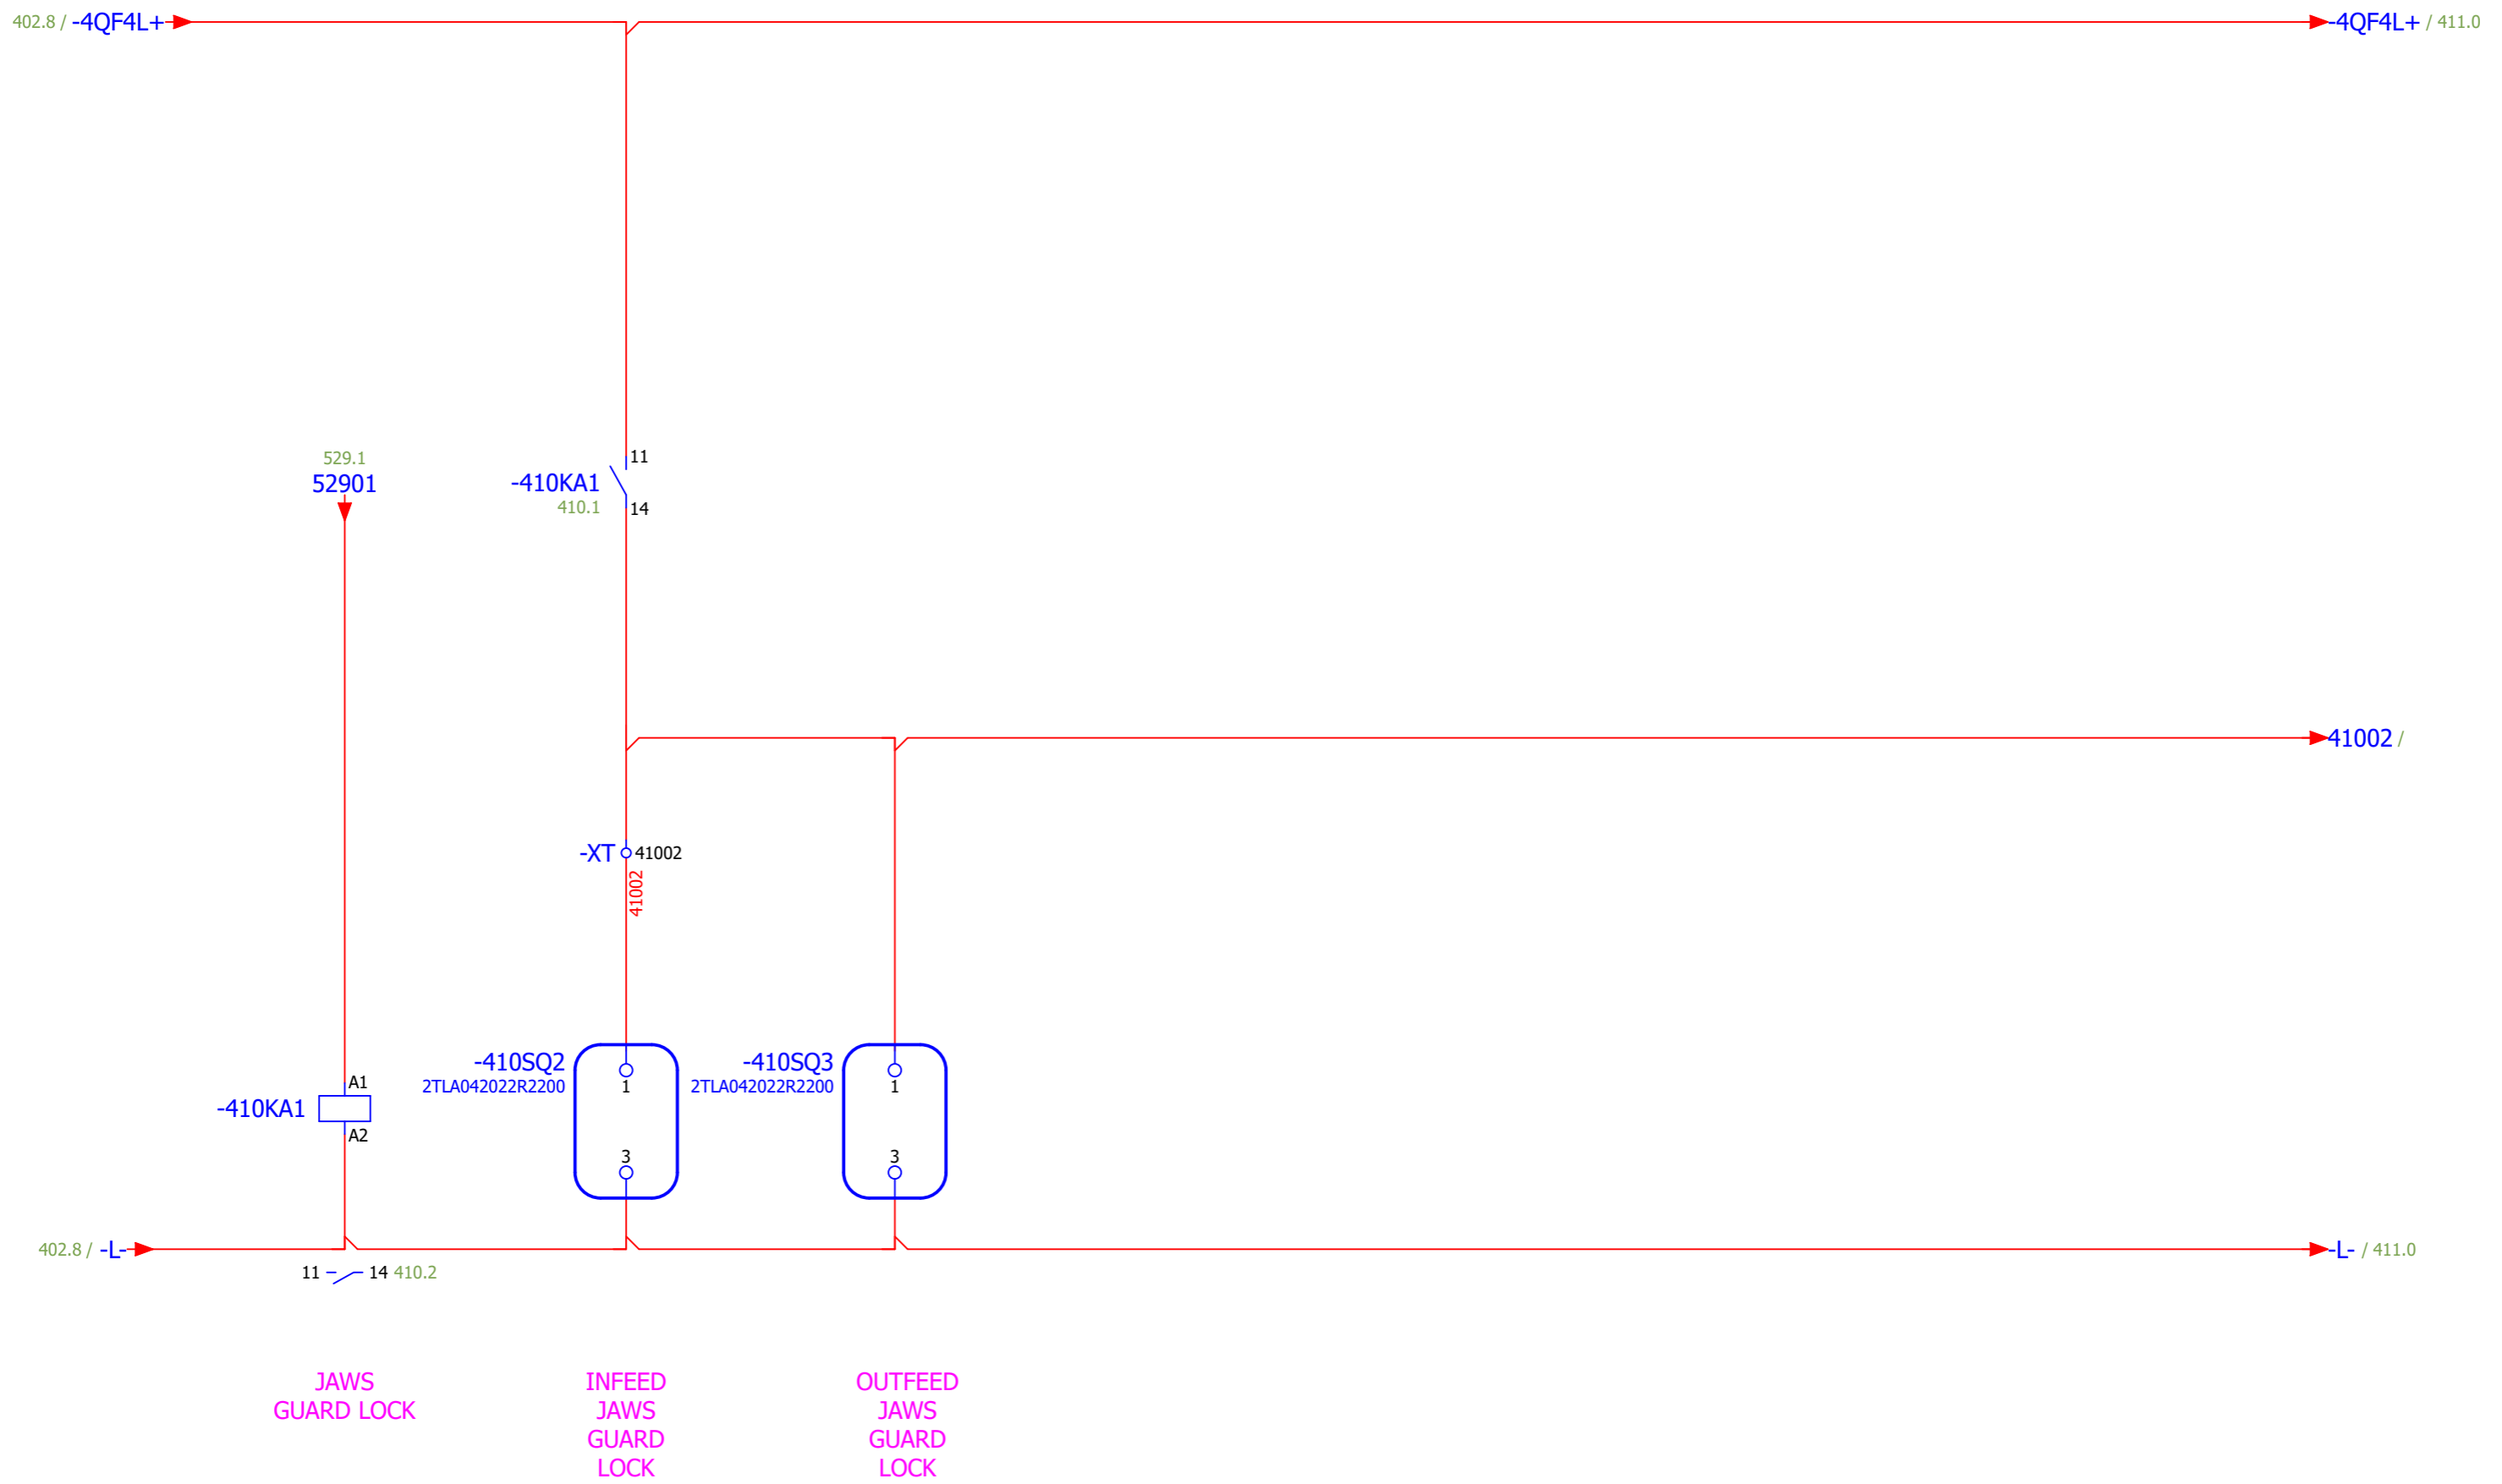 402.8 / -4QF4L+
-4QF4L+ / 411.0
529.1
52901
-410KA1
410.1
11
14
41002 /
-XT
41002
41002
-410KA1
A1
A2
-410SQ2
2TLA042022R2200
1
3
-410SQ3
2TLA042022R2200
1
3
402.8 / -L-
-L- / 411.0
11
14 410.2
JAWS
GUARD LOCK
INFEED
JAWS
GUARD
LOCK
OUTFEED
JAWS
GUARD
LOCK